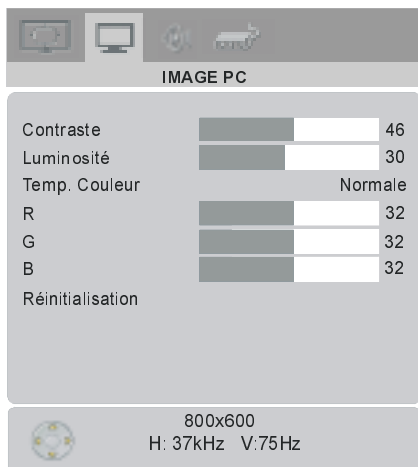 IMAGE PC
Contraste 46
Luminosité 30
Temp. Couleur Normale
R 32
G 32
B 32
Réinitialisation
800x600
H: 37kHz V:75Hz